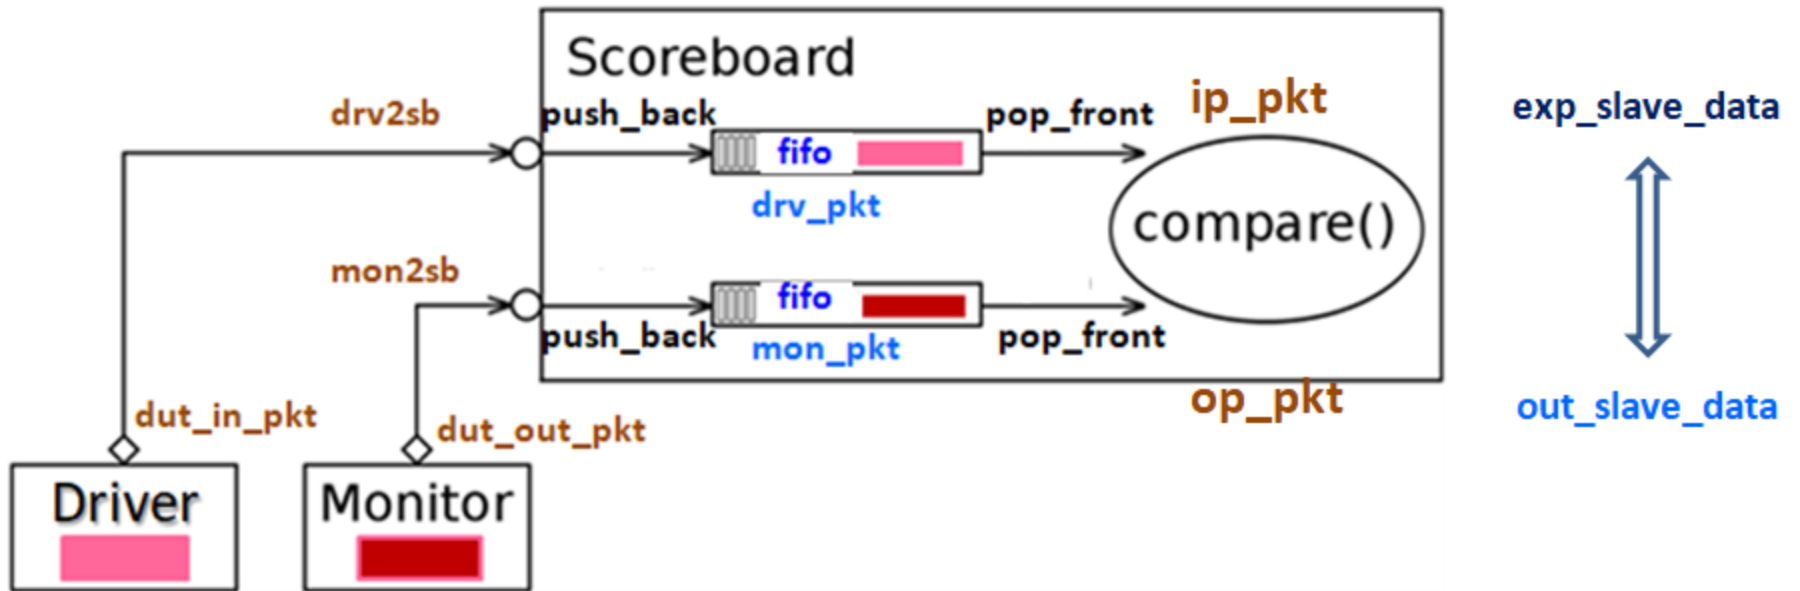 Scoreboard
drv2sb
push_back
pop_front
ip_pkt
exp_slave_data
fifo
drv_pkt
compare()
mon2sb
push_back
fifo
mon_pkt
pop_front
op_pkt
out_slave_data
dut_in_pkt
dut_out_pkt
Driver
Monitor